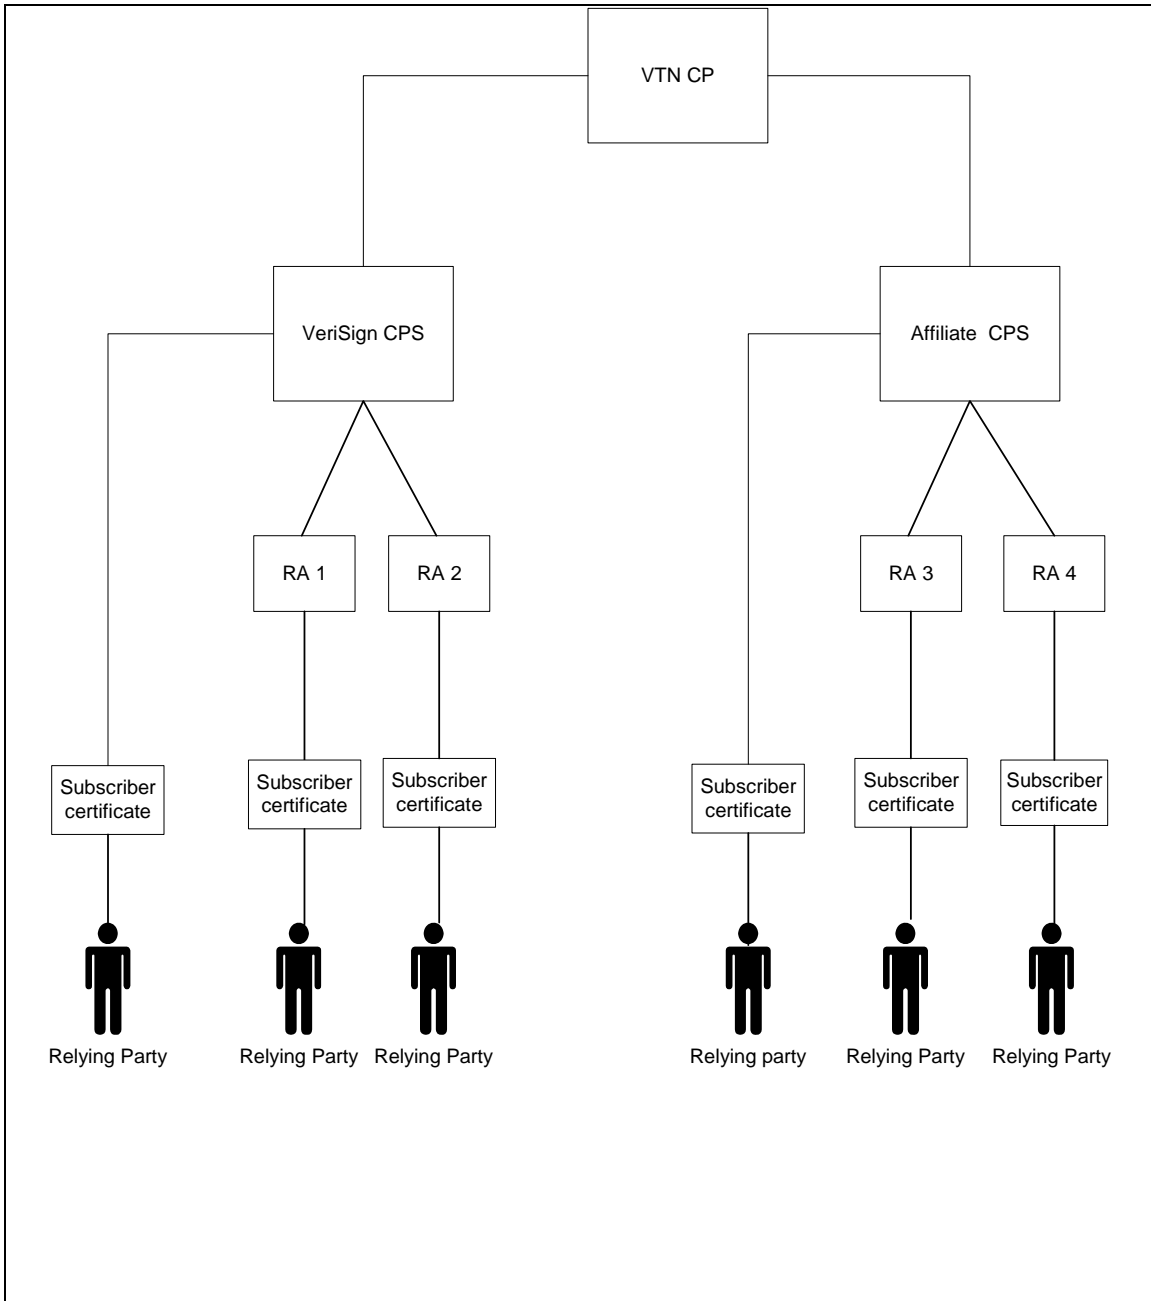 VTN CP
VeriSign CPS
Affiliate  CPS
RA 1
RA 2
RA 3
RA 4
Subscriber
certificate
Subscriber
certificate
Subscriber
certificate
Subscriber
certificate
Subscriber
certificate
Subscriber
certificate
Relying Party
Relying Party
Relying Party
Relying party
Relying Party
Relying Party